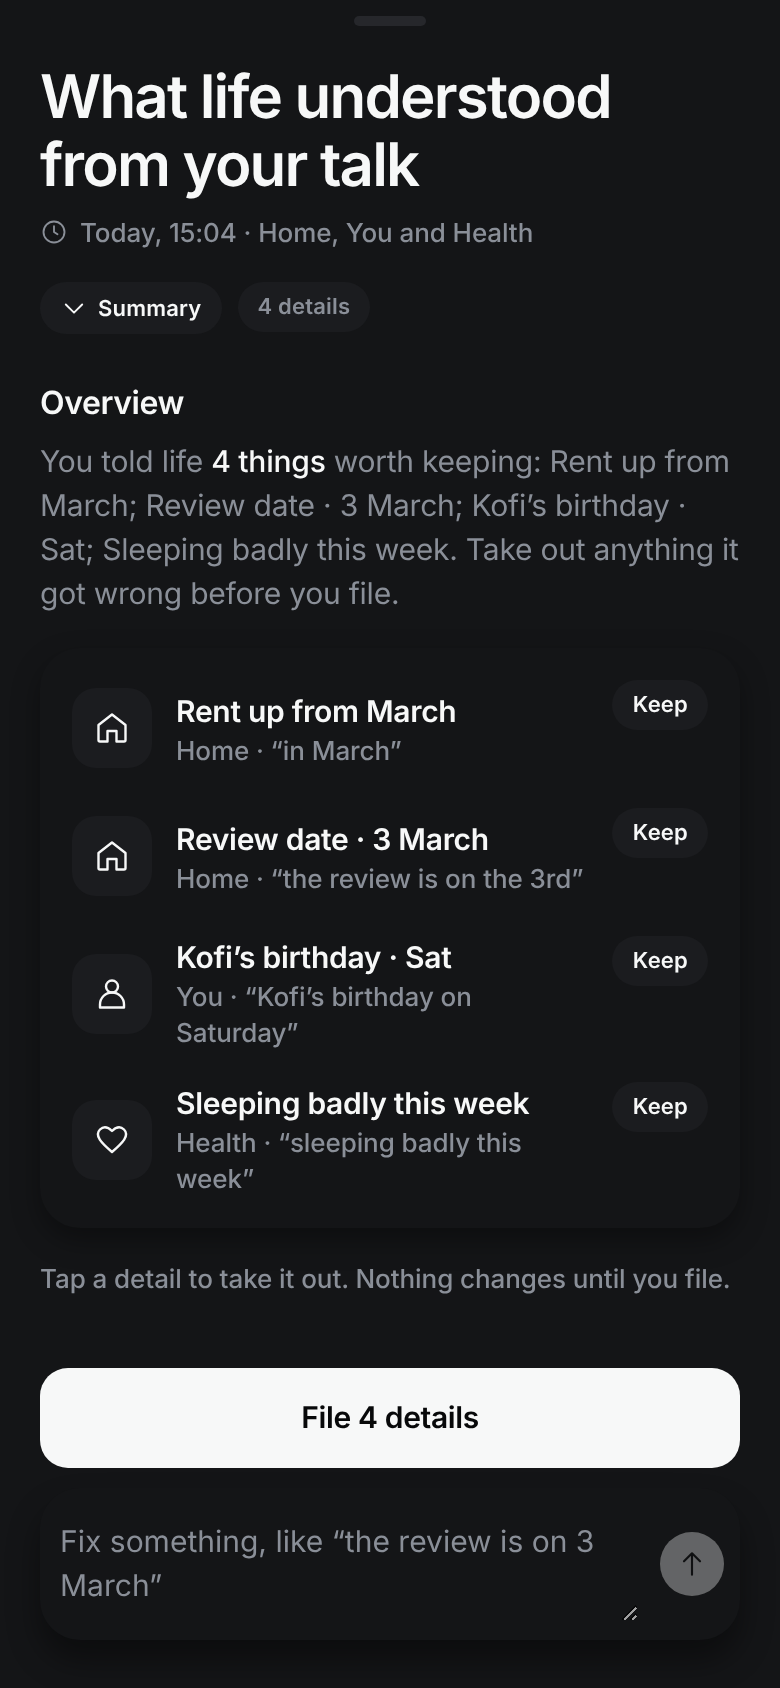 What life understood
from your talk
Today, 15:04 · Home, You and Health
Summary
4 details
Overview
You told life 4 things worth keeping: Rent up from
March; Review date · 3 March; Kofi’s birthday ·
Sat; Sleeping badly this week. Take out anything it
got wrong before you file.
Rent up from March
Keep
Home · “in March”
Review date · 3 March
Keep
Home · “the review is on the 3rd”
Kofi’s birthday · Sat
Keep
You · “Kofi’s birthday on
Saturday”
Sleeping badly this week
Keep
Health · “sleeping badly this
week”
Tap a detail to take it out. Nothing changes until you file.
File 4 details
Fix something, like “the review is on 3
March”